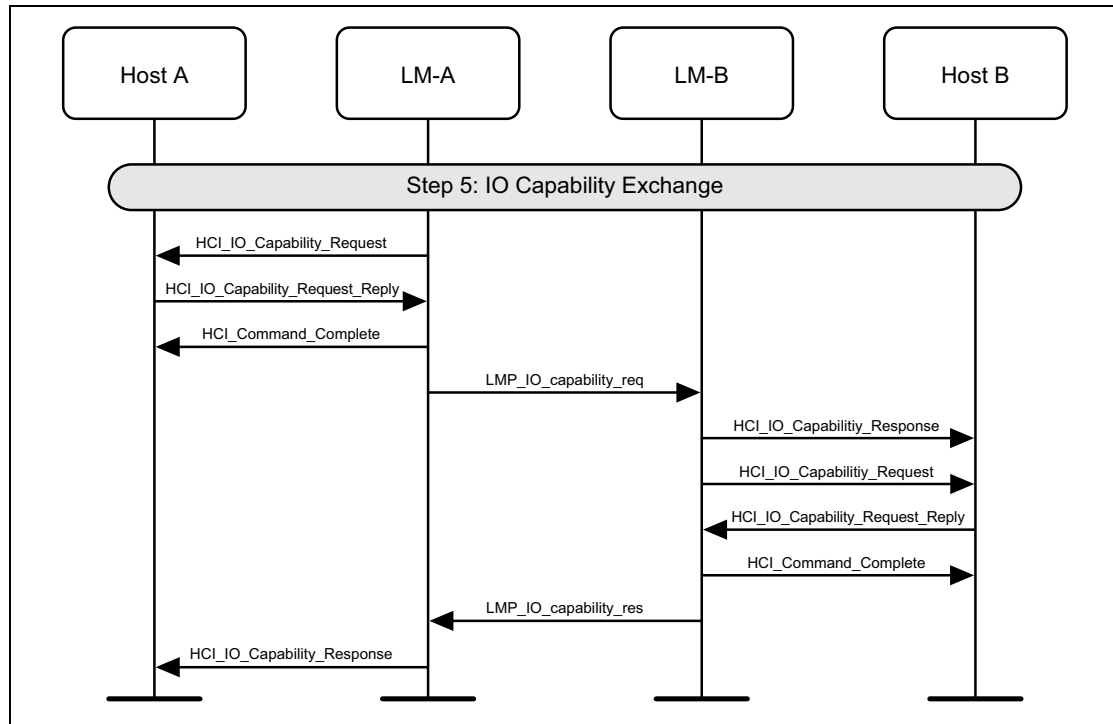 Host A
LM-A
LM-B
Host B
Step 5: IO Capability Exchange
HCI_IO_Capability_Request
HCI_IO_Capability_Request_Reply
HCI_Command_Complete
LMP_IO_capability_req
HCI_IO_Capabilitiy_Response
HCI_IO_Capabilitiy_Request
HCI_IO_Capability_Request_Reply
HCI_Command_Complete
LMP_IO_capability_res
HCI_IO_Capability_Response